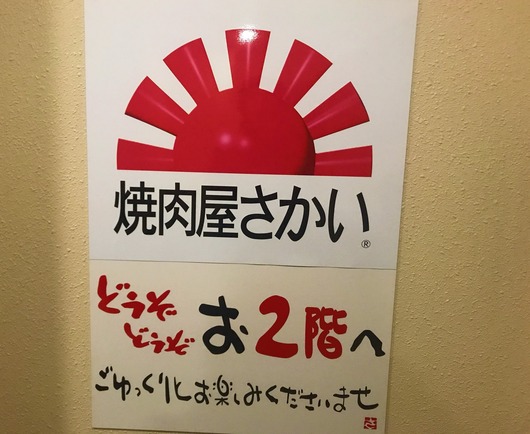 焼肉屋さかい®
どうぞ
どうぞ お2階へ
ごゆっくりとお楽しみくださいませ